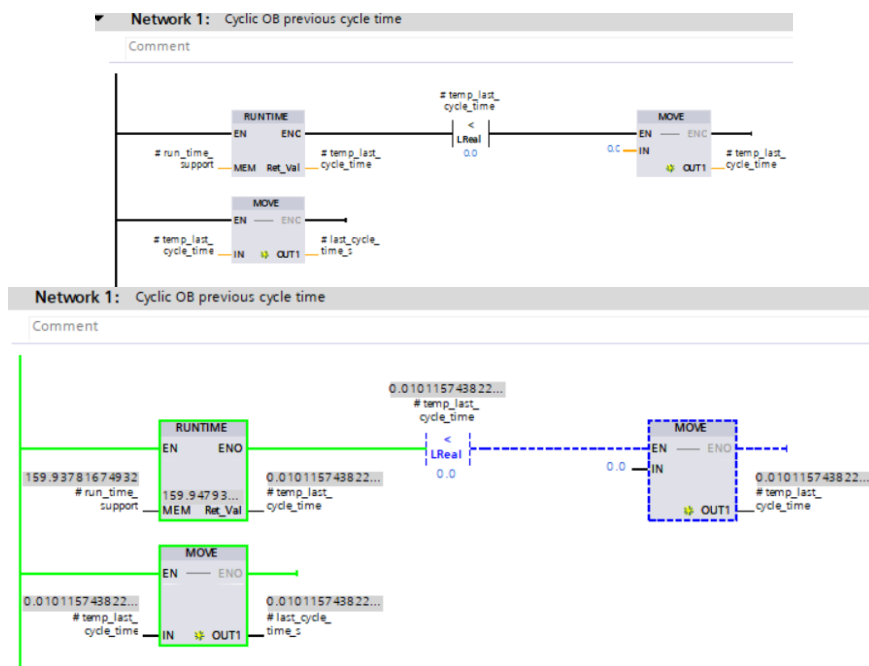 Network 1: Cyclic OB previous cycle time
Comment
# temp_last_
cycle_time
RUNTIME
MOVE
EN ENC
<
EN ENC
LReal
0.0
0.0 IN
# run_time_
support
MEM Ret_Val
# temp_last_
cycle_time
OUT1
# temp_last_
cycle_time
MOVE
EN ENC
# temp_last_
cycle_time
IN OUT1
# last_cycle_
time_s
Network 1: Cyclic OB previous cycle time
Comment
0.010115743822...
# temp_last_
cycle_time
RUNTIME
MOVE
EN ENO
<
EN ENO
LReal
0.0
0.0 IN
159.93781674932
0.010115743822...
0.010115743822...
# run_time_
support
159.94793...
MEM Ret_Val
# temp_last_
cycle_time
OUT1
# temp_last_
cycle_time
MOVE
EN ENO
0.010115743822...
0.010115743822...
# temp_last_
cycle_time
IN OUT1
# last_cycle_
time_s